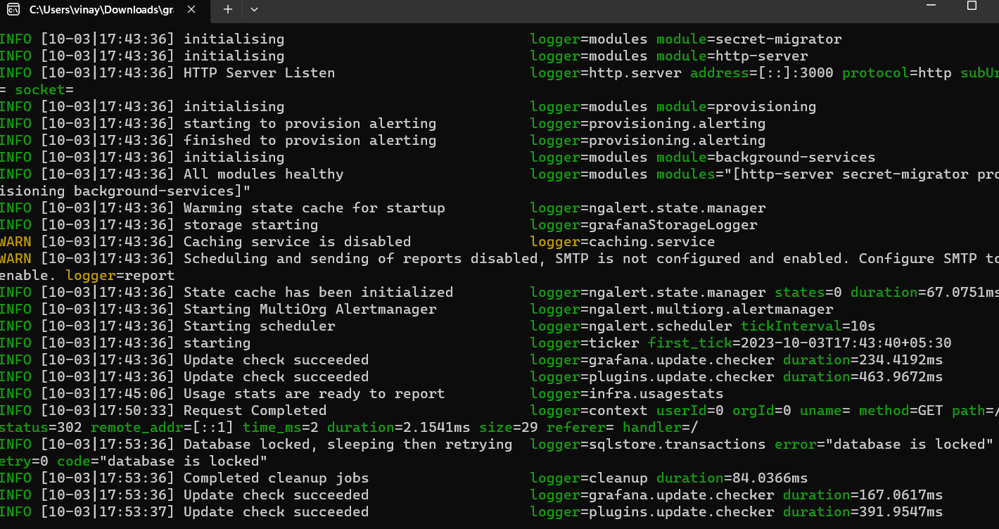 C:\Users\vinay\Downloads\gra
INFO [10-03|17:43:36] initialising logger=modules module=secret-migrator
INFO [10-03|17:43:36] initialising logger=modules module=http-server
INFO [10-03|17:43:36] HTTP Server Listen logger=http.server address=[::]:3000 protocol=http subUr
= socket=
INFO [10-03|17:43:36] initialising logger=modules module=provisioning
INFO [10-03|17:43:36] starting to provision alerting logger=provisioning.alerting
INFO [10-03|17:43:36] finished to provision alerting logger=provisioning.alerting
INFO [10-03|17:43:36] initialising logger=modules module=background-services
INFO [10-03|17:43:36] All modules healthy logger=modules modules="[http-server secret-migrator pro
isioning background-services]"
INFO [10-03|17:43:36] Warming state cache for startup logger=ngalert.state.manager
INFO [10-03|17:43:36] storage starting logger=grafanaStorageLogger
WARN [10-03|17:43:36] Caching service is disabled logger=caching.service
WARN [10-03|17:43:36] Scheduling and sending of reports disabled, SMTP is not configured and enabled. Configure SMTP to
enable. logger=report
INFO [10-03|17:43:36] State cache has been initialized logger=ngalert.state.manager states=0 duration=67.0751ms
INFO [10-03|17:43:36] Starting MultiOrg Alertmanager logger=ngalert.multiorg.alertmanager
INFO [10-03|17:43:36] Starting scheduler logger=ngalert.scheduler tickInterval=10s
INFO [10-03|17:43:36] starting logger=ticker first_tick=2023-10-03T17:43:40+05:30
INFO [10-03|17:43:36] Update check succeeded logger=grafana.update.checker duration=234.4192ms
INFO [10-03|17:43:36] Update check succeeded logger=plugins.update.checker duration=463.9672ms
INFO [10-03|17:45:06] Usage stats are ready to report logger=infra.usagestats
INFO [10-03|17:50:33] Request Completed logger=context userId=0 orgId=0 uname= method=GET path=/
status=302 remote_addr=[::1] time_ms=2 duration=2.1541ms size=29 referer= handler=/
INFO [10-03|17:53:36] Database locked, sleeping then retrying logger=sqlstore.transactions error="database is locked"
etry=0 code="database is locked"
INFO [10-03|17:53:36] Completed cleanup jobs logger=cleanup duration=84.0366ms
INFO [10-03|17:53:36] Update check succeeded logger=grafana.update.checker duration=167.0617ms
INFO [10-03|17:53:37] Update check succeeded logger=plugins.update.checker duration=391.9547ms